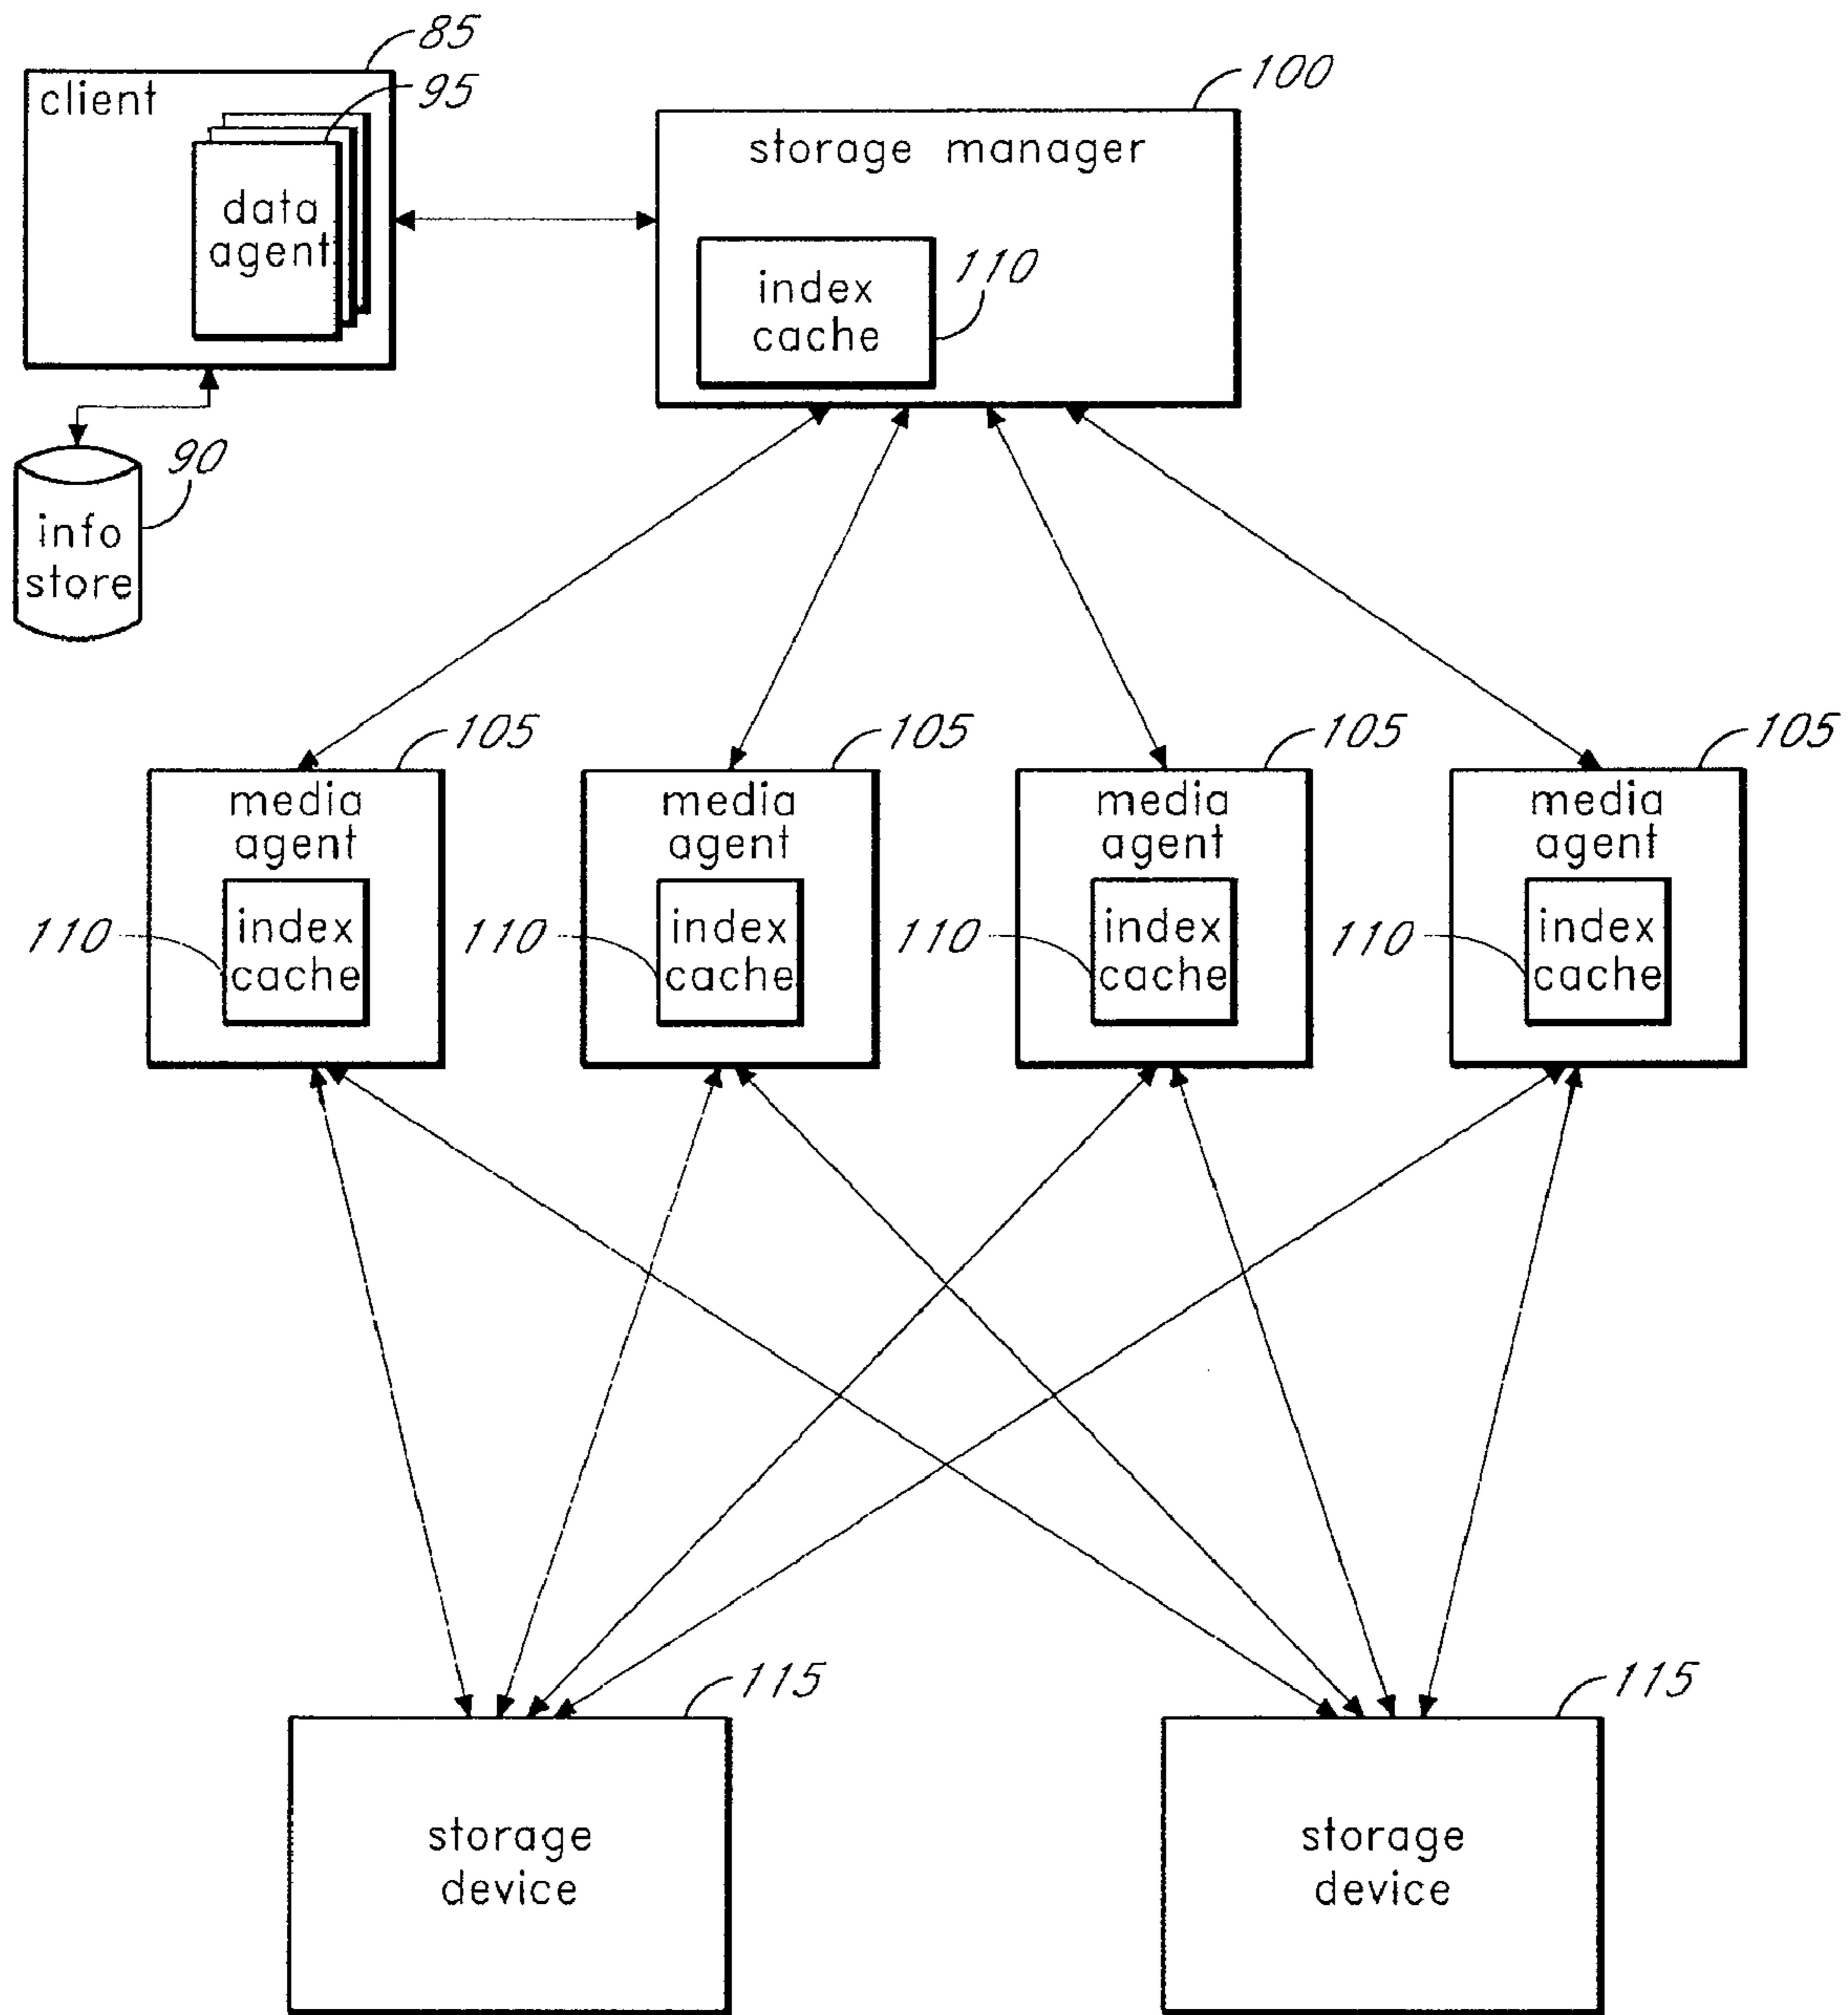 85
client
95
data
agent
100
storage manager
index
cache
110
90
info
store
105
media
agent
index
cache
110
105
media
agent
index
cache
110
105
media
agent
index
cache
110
105
media
agent
index
cache
110
115
storage
device
115
storage
device